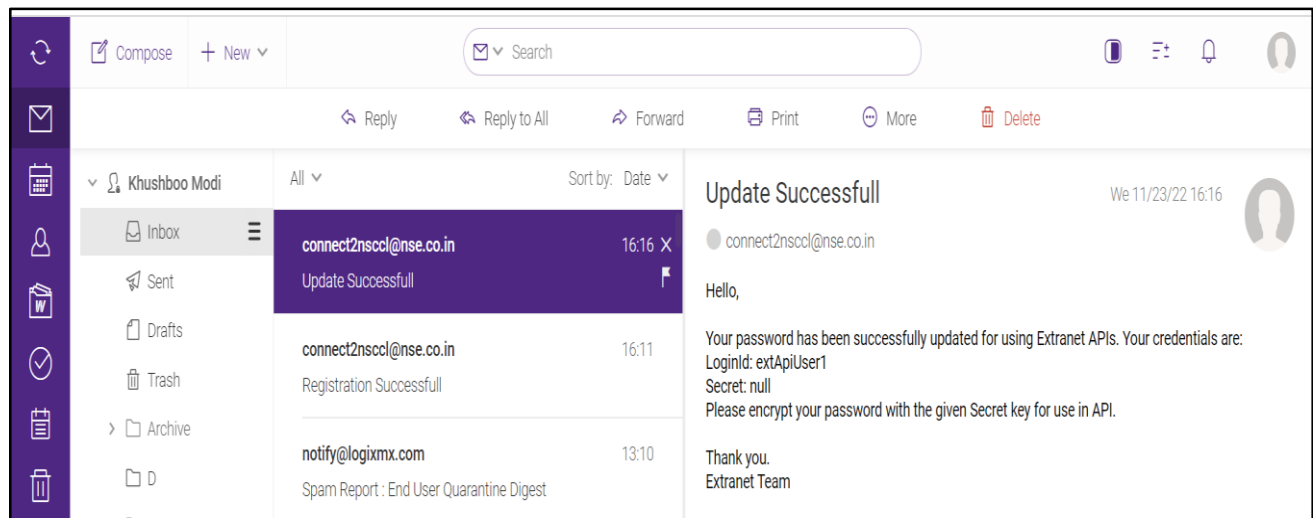 Compose
New
Search
Reply
Reply to All
Forward
Print
More
Delete
Khushboo Modi
Inbox
Sent
Drafts
Trash
Archive
D
All
Sort by: Date
connect2nsccl@nse.co.in 16:16
Update Successfull
connect2nsccl@nse.co.in 16:11
Registration Successfull
notify@logixmx.com 13:10
Spam Report : End User Quarantine Digest
Update Successfull We 11/23/22 16:16
connect2nsccl@nse.co.in
Hello,
Your password has been successfully updated for using Extranet APIs. Your credentials are:
LoginId: extApiUser1
Secret: null
Please encrypt your password with the given Secret key for use in API.
Thank you.
Extranet Team
W